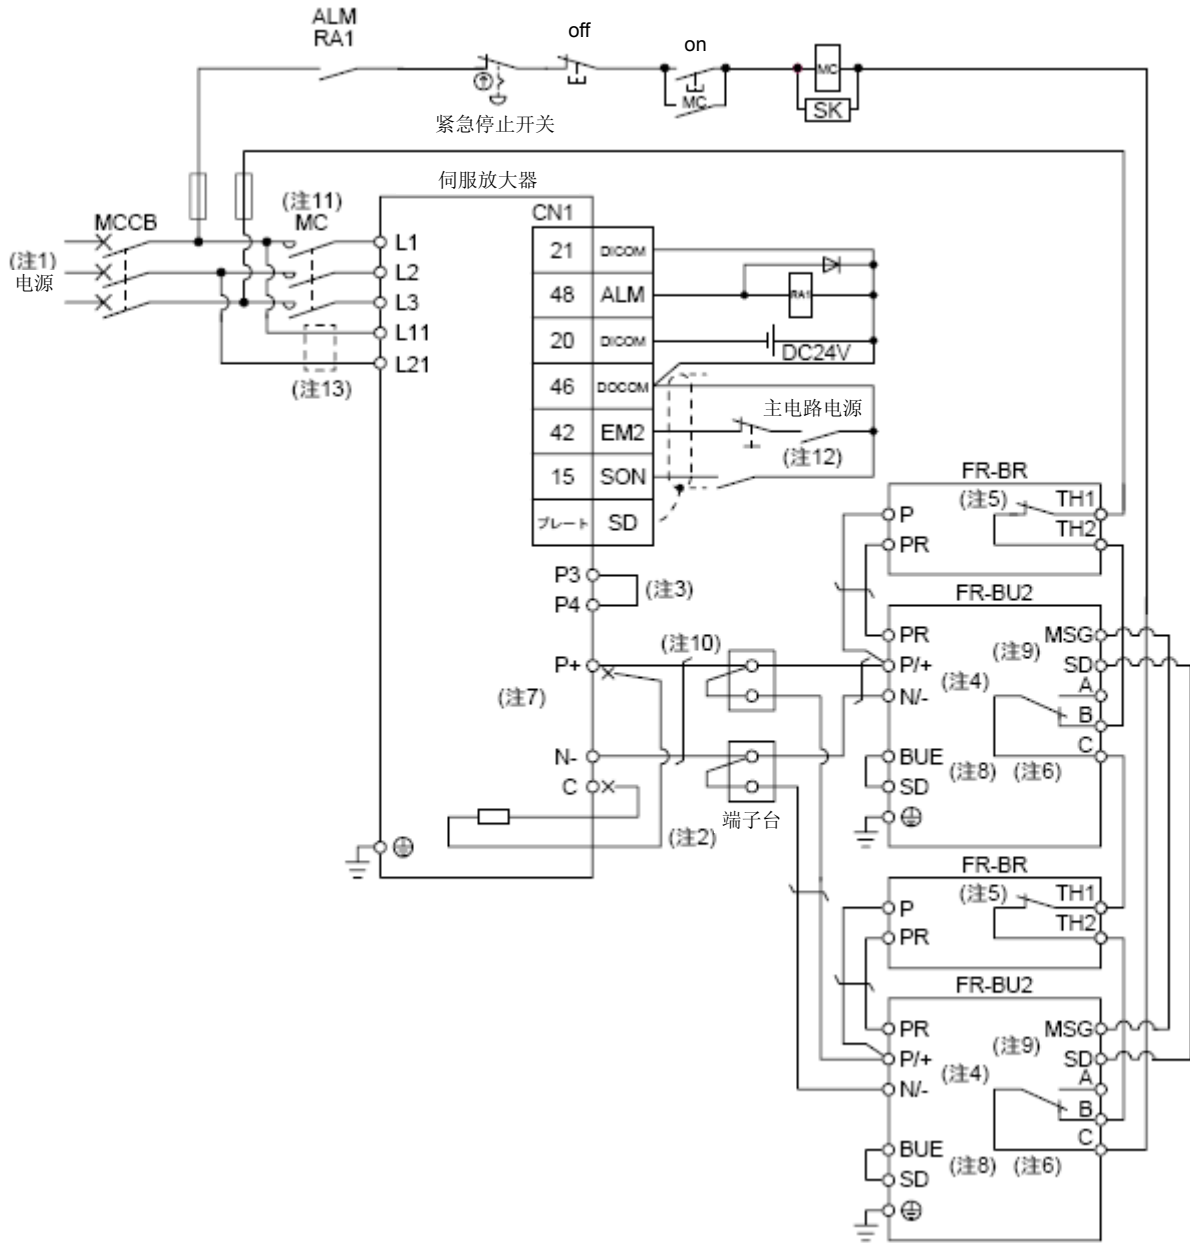 ALM
RA1
off
on
MC
MC
SK
紧急停止开关
伺服放大器
(注11)
MCCB
MC
(注1)
电源
L1
L2
L3
L11
L21
(注13)
CN1
21 DICOM
48 ALM
RA1
20 DICOM
DC24V
46 DOCOM
主电路电源
42 EM2
(注12)
15 SON
プレート SD
P3
P4
(注3)
(注10)
P+
(注7)
N-
C
(注2)
端子台
FR-BR
(注5)
TH1
P
TH2
PR
FR-BU2
PR
MSG
(注9)
P/+
SD
(注4)
A
N/-
B
C
BUE
(注8)
(注6)
SD
FR-BR
(注5)
TH1
P
TH2
PR
FR-BU2
PR
MSG
(注9)
P/+
SD
(注4)
A
N/-
B
C
BUE
(注8)
(注6)
SD